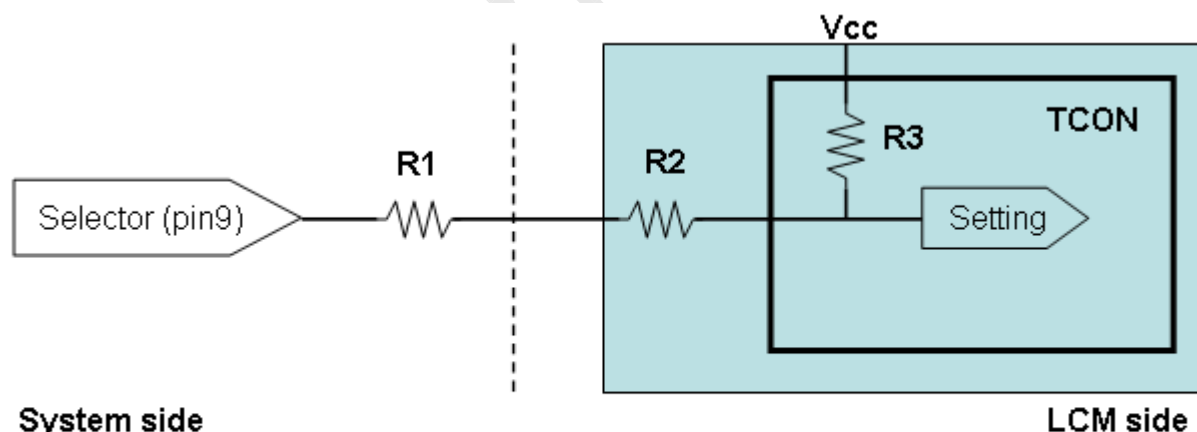 Vcc
TCON
R3
R1
R2
Selector (pin9)
Setting
System side
LCM side